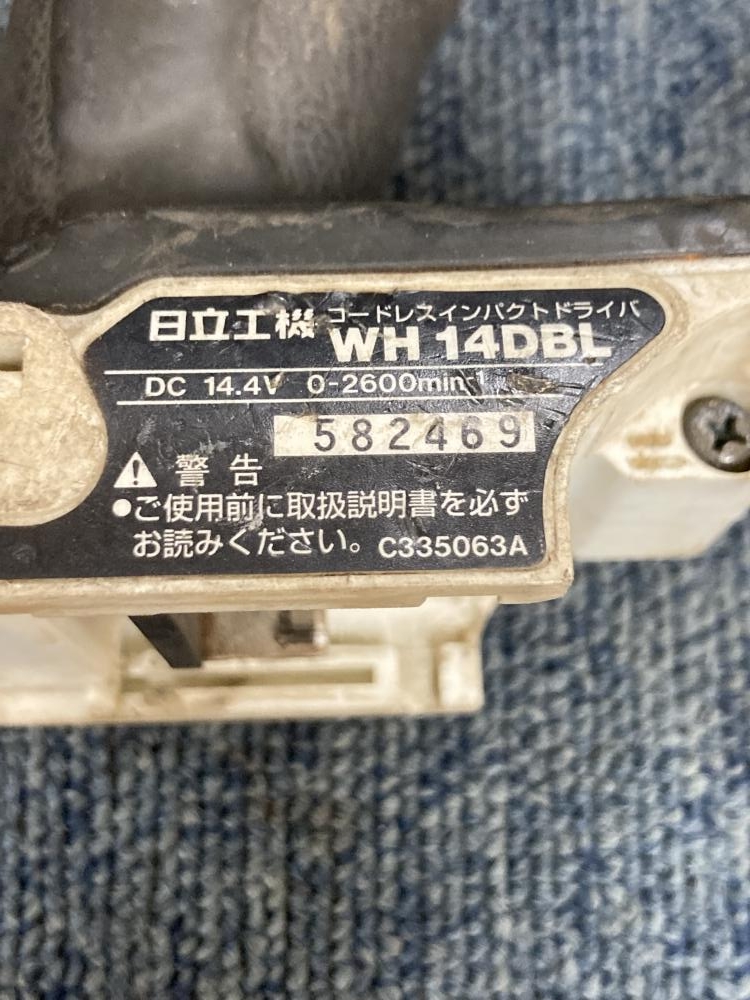 日立工機 コードレスインパクトドライバ
WH 14DBL
DC 14.4V 0-2600min
582469
⚠ 警告
●ご使用前に取扱説明書を必ず
お読みください。 C335063A